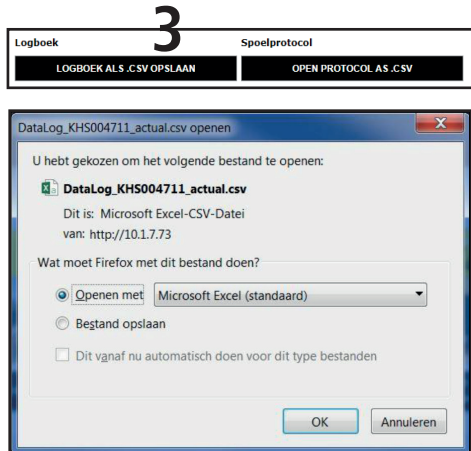 3
Logboek Spoelprotocol
LOGBOEK ALS .CSV OPSLAAN OPEN PROTOCOL AS .CSV
DataLog_KHS004711_actual.csv openen
U hebt gekozen om het volgende bestand te openen:
DataLog_KHS004711_actual.csv
Dit is: Microsoft Excel-CSV-Datei
van: http://10.1.7.73
Wat moet Firefox met dit bestand doen?
Openen met Microsoft Excel (standaard)
Bestand opslaan
Dit vanaf nu automatisch doen voor dit type bestanden
OK Annuleren